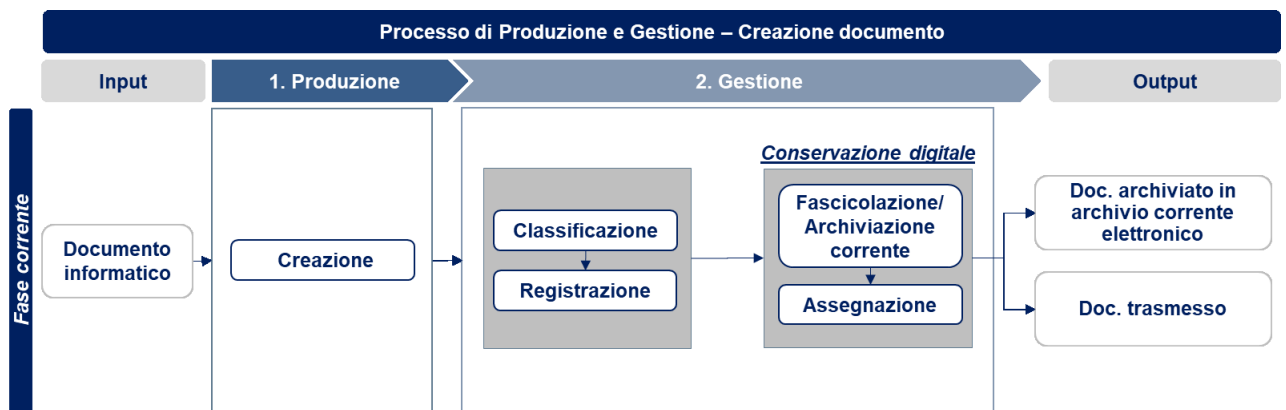 Processo di Produzione e Gestione – Creazione documento
Input
1. Produzione
2. Gestione
Output
Fase corrente
Documento
informatico
Creazione
Classificazione
Registrazione
Conservazione digitale
Fascicolazione/
Archiviazione
corrente
Assegnazione
Doc. archiviato in
archivio corrente
elettronico
Doc. trasmesso